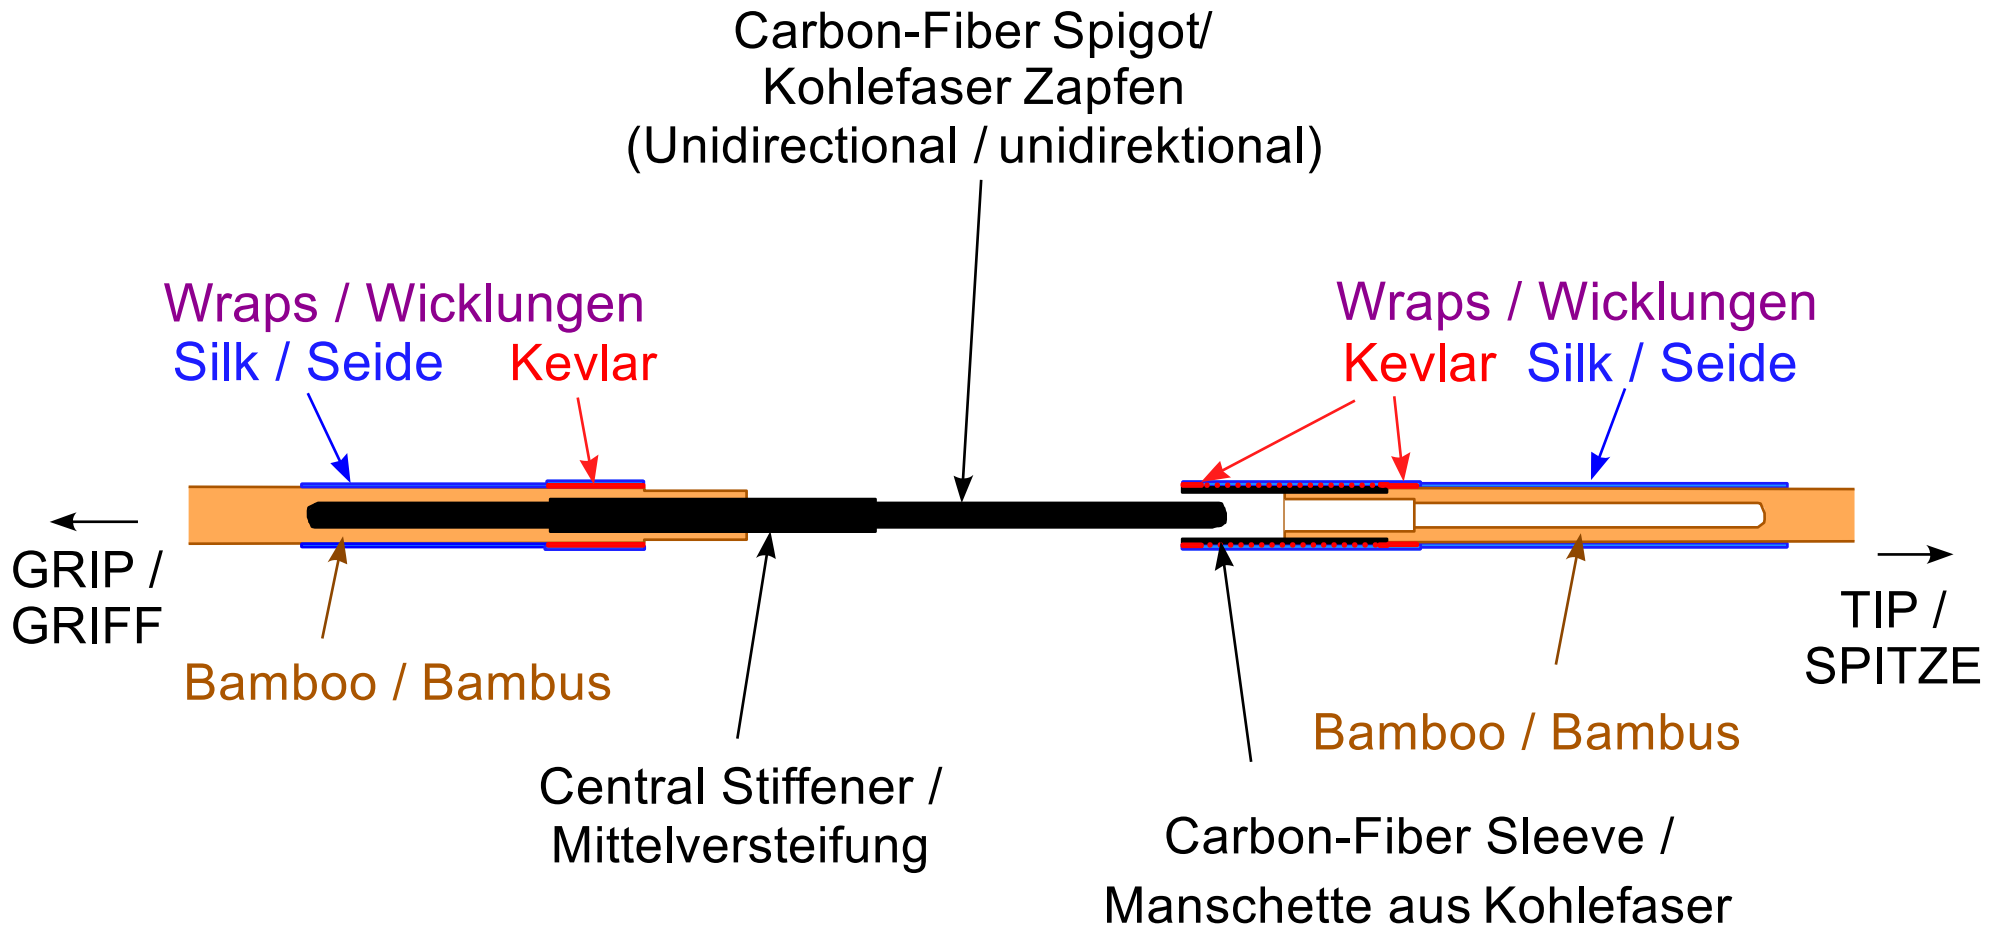 Carbon-Fiber Spigot/
Kohlefaser Zapfen
(Unidirectional / unidirektional)
Wraps / Wicklungen
Silk / Seide Kevlar
Wraps / Wicklungen
Kevlar Silk / Seide
GRIP /
GRIFF
TIP /
SPITZE
Bamboo / Bambus
Bamboo / Bambus
Central Stiffener /
Mittelversteifung
Carbon-Fiber Sleeve /
Manschette aus Kohlefaser